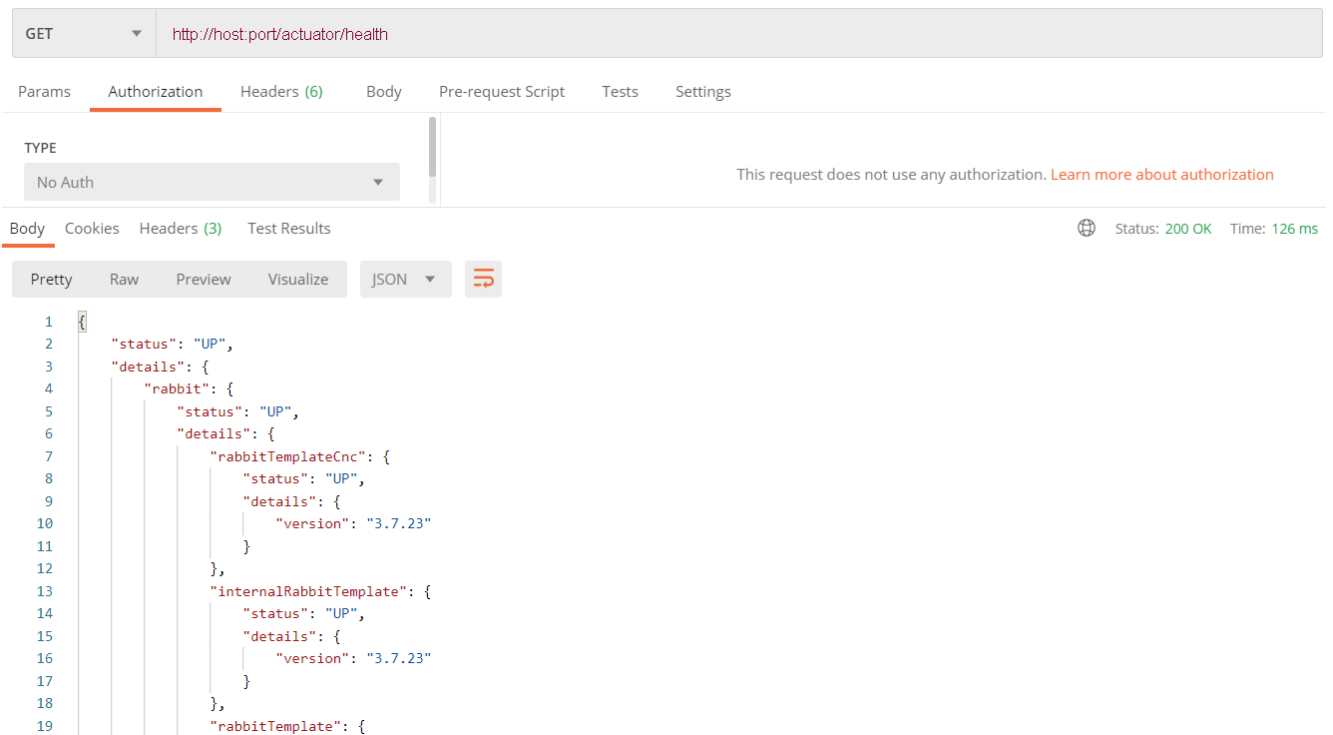 GET http://host:port/actuator/health
Params Authorization Headers (6) Body Pre-request Script Tests Settings
TYPE
No Auth
This request does not use any authorization. Learn more about authorization
Body Cookies Headers (3) Test Results Status: 200 OK Time: 126 ms
Pretty Raw Preview Visualize JSON
1 {
2 "status": "UP",
3 "details": {
4 "rabbit": {
5 "status": "UP",
6 "details": {
7 "rabbitTemplateCnc": {
8 "status": "UP",
9 "details": {
10 "version": "3.7.23"
11 }
12 },
13 "internalRabbitTemplate": {
14 "status": "UP",
15 "details": {
16 "version": "3.7.23"
17 }
18 },
19 "rabbitTemplate": {